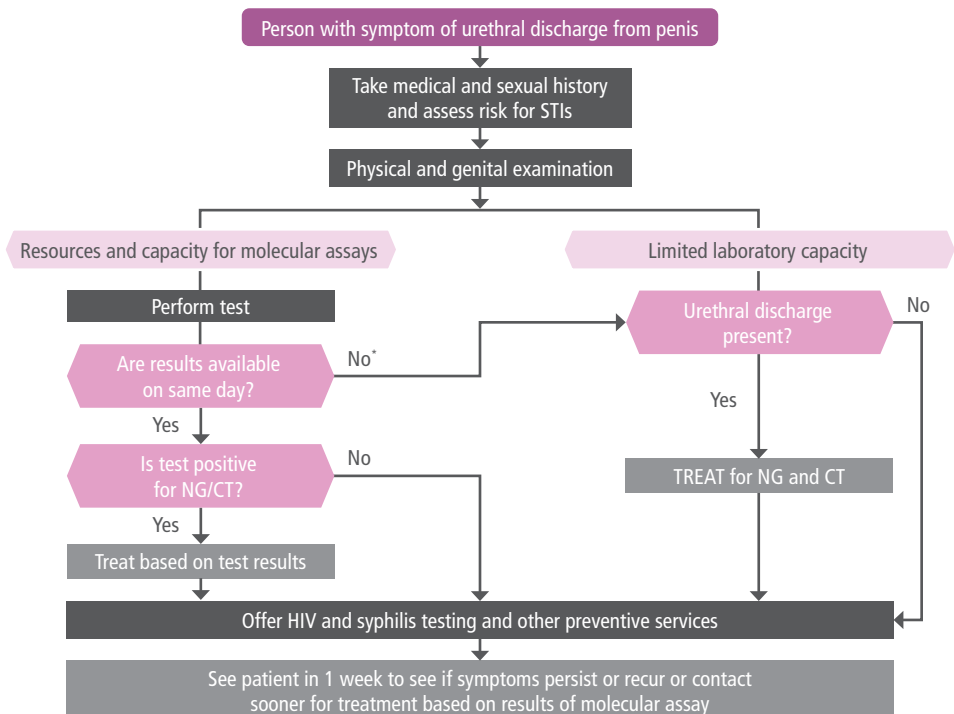 Person with symptom of urethral discharge from penis
Take medical and sexual history
and assess risk for STIs
Physical and genital examination
Resources and capacity for molecular assays
Limited laboratory capacity
Perform test
Urethral discharge
present?
No
Are results available
on same day?
No*
Yes
Yes
Is test positive
for NG/CT?
No
TREAT for NG and CT
Yes
Treat based on test results
Offer HIV and syphilis testing and other preventive services
See patient in 1 week to see if symptoms persist or recur or contact
sooner for treatment based on results of molecular assay